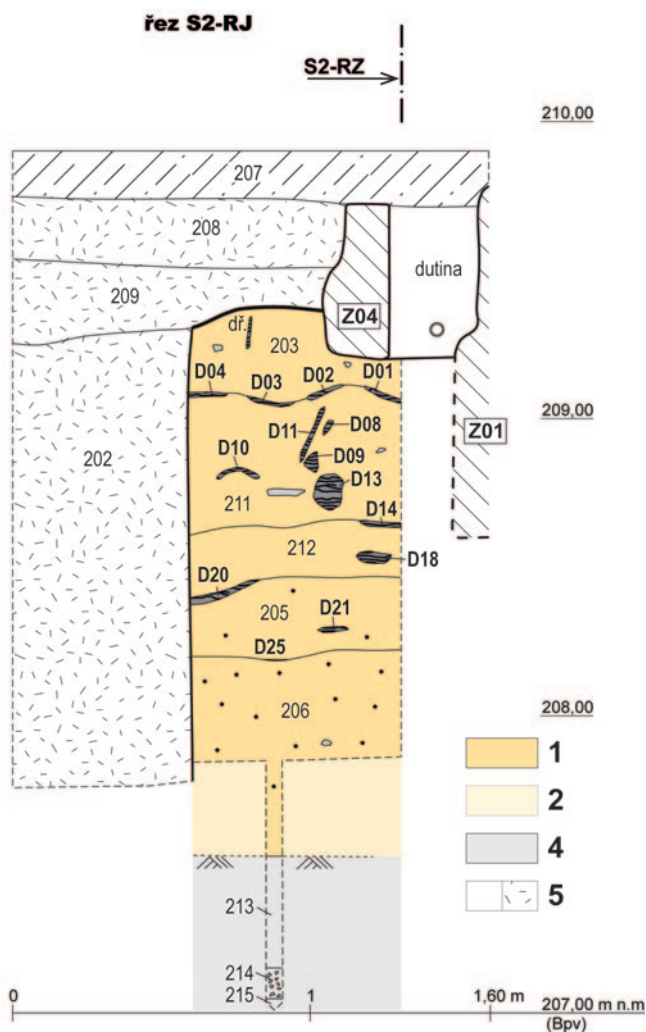 řez S2-RJ
S2-RZ
210,00
207
208
dutina
209
Z04
dř.
203
D04
D03
D02
D01
209,00
D11
D08
Z01
202
D10
D09
D13
211
D14
212
D18
D20
205
D21
D25
208,00
206
1
2
4
213
5
214
215
0
1
1,60 m
207,00 m n.m.
(Bpv)